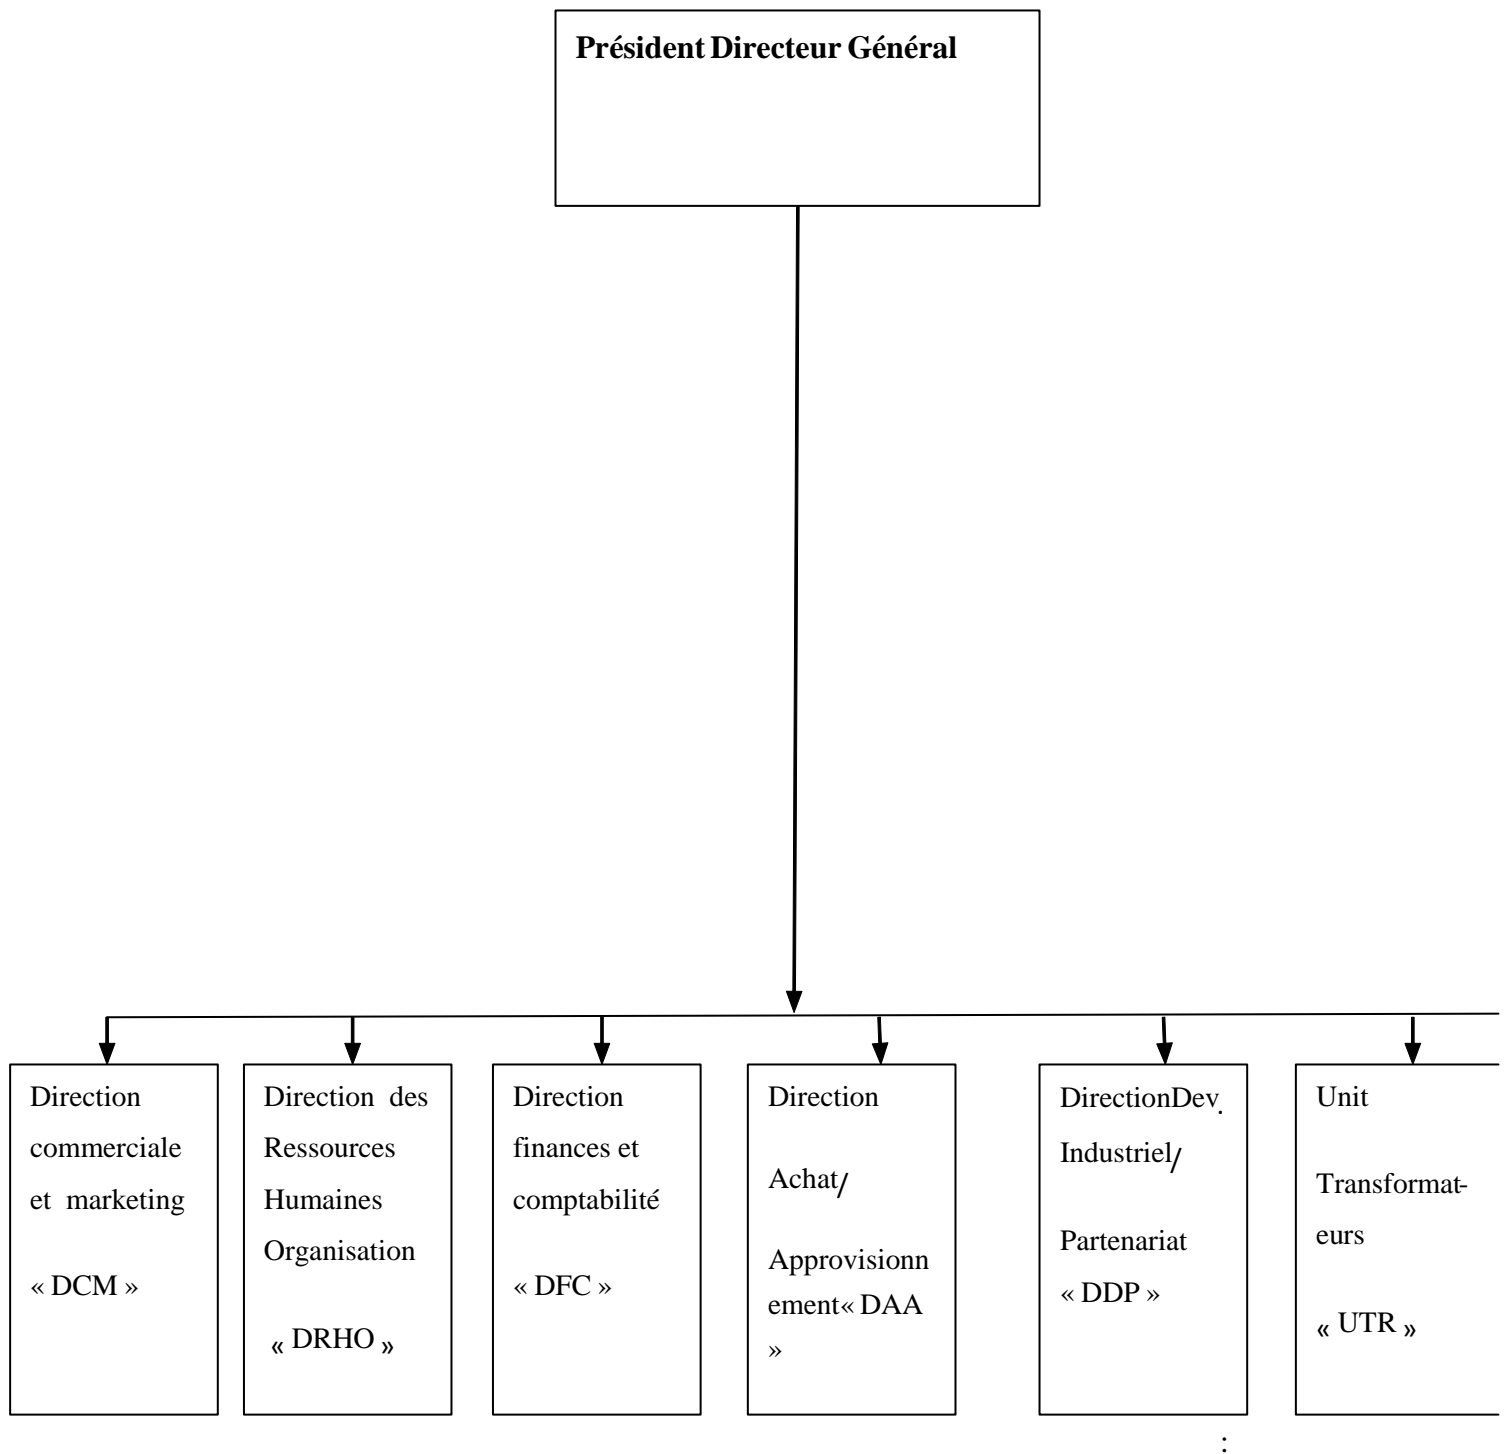 Président Directeur Général
Direction
commerciale
et marketing
« DCM »
Direction des
Ressources
Humaines
Organisation
« DRHO »
Direction
finances et
comptabilité
« DFC »
Direction
Achat/
Approvisionn
ement« DAA
»
DirectionDev.
Industriel/
Partenariat
« DDP »
Unit
Transformat-
eurs
« UTR »
: